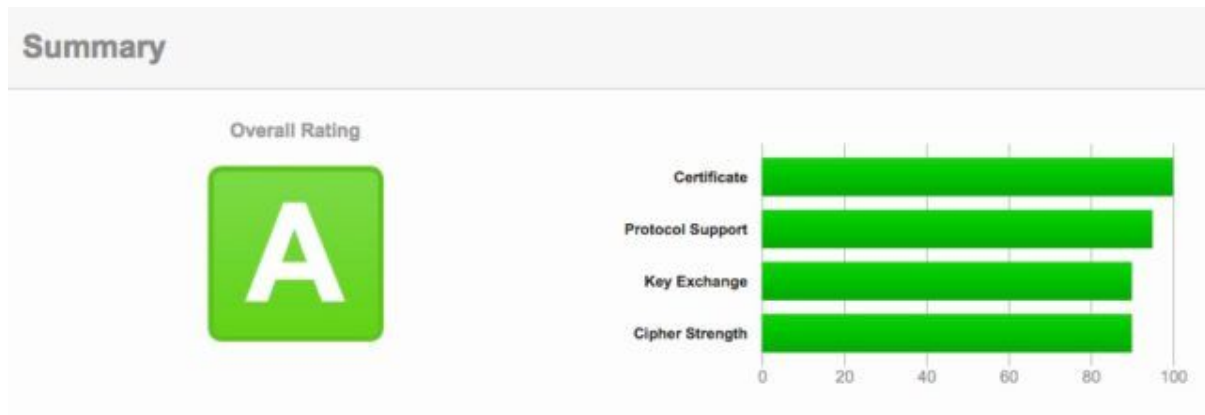 Summary
Overall Rating
A
Certificate
Protocol Support
Key Exchange
Cipher Strength
0 20 40 60 80 100